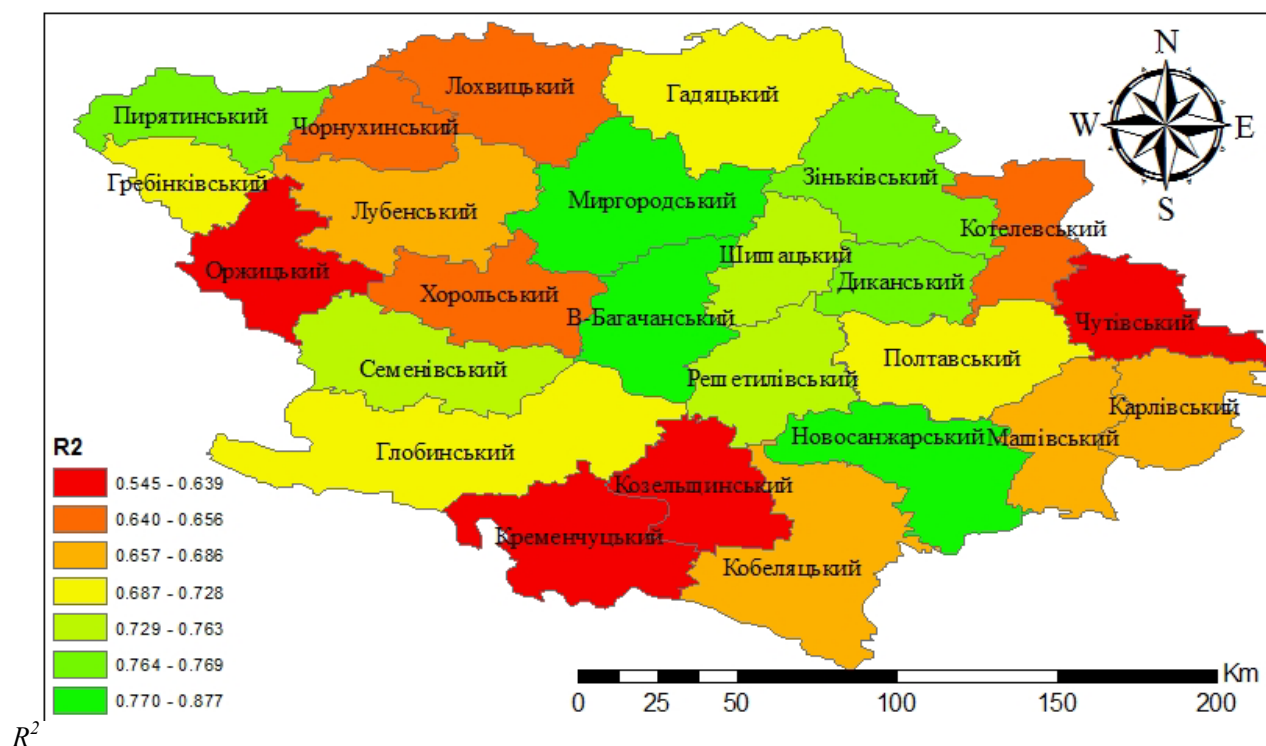 N
W E
S
Лохвицький
Гадяцький
Пирятинський
Чорнухинський
Гребінківський
Зіньківський
Миргородський
Лубенський
Котелевський
Шишацький
Оржицький
Диканський
Хорольський
В-Багачанський
Чутівський
Полтавський
Семенівський
Решетилівський
Карлівський
Новосанжарський
Машівський
Глобинський
Козельщинський
Кременчуцький
Кобеляцький
R2
0.545 - 0.639
0.640 - 0.656
0.657 - 0.686
0.687 - 0.728
0.729 - 0.763
0.764 - 0.769
0.770 - 0.877
Km
0 25 50 100 150 200
R²